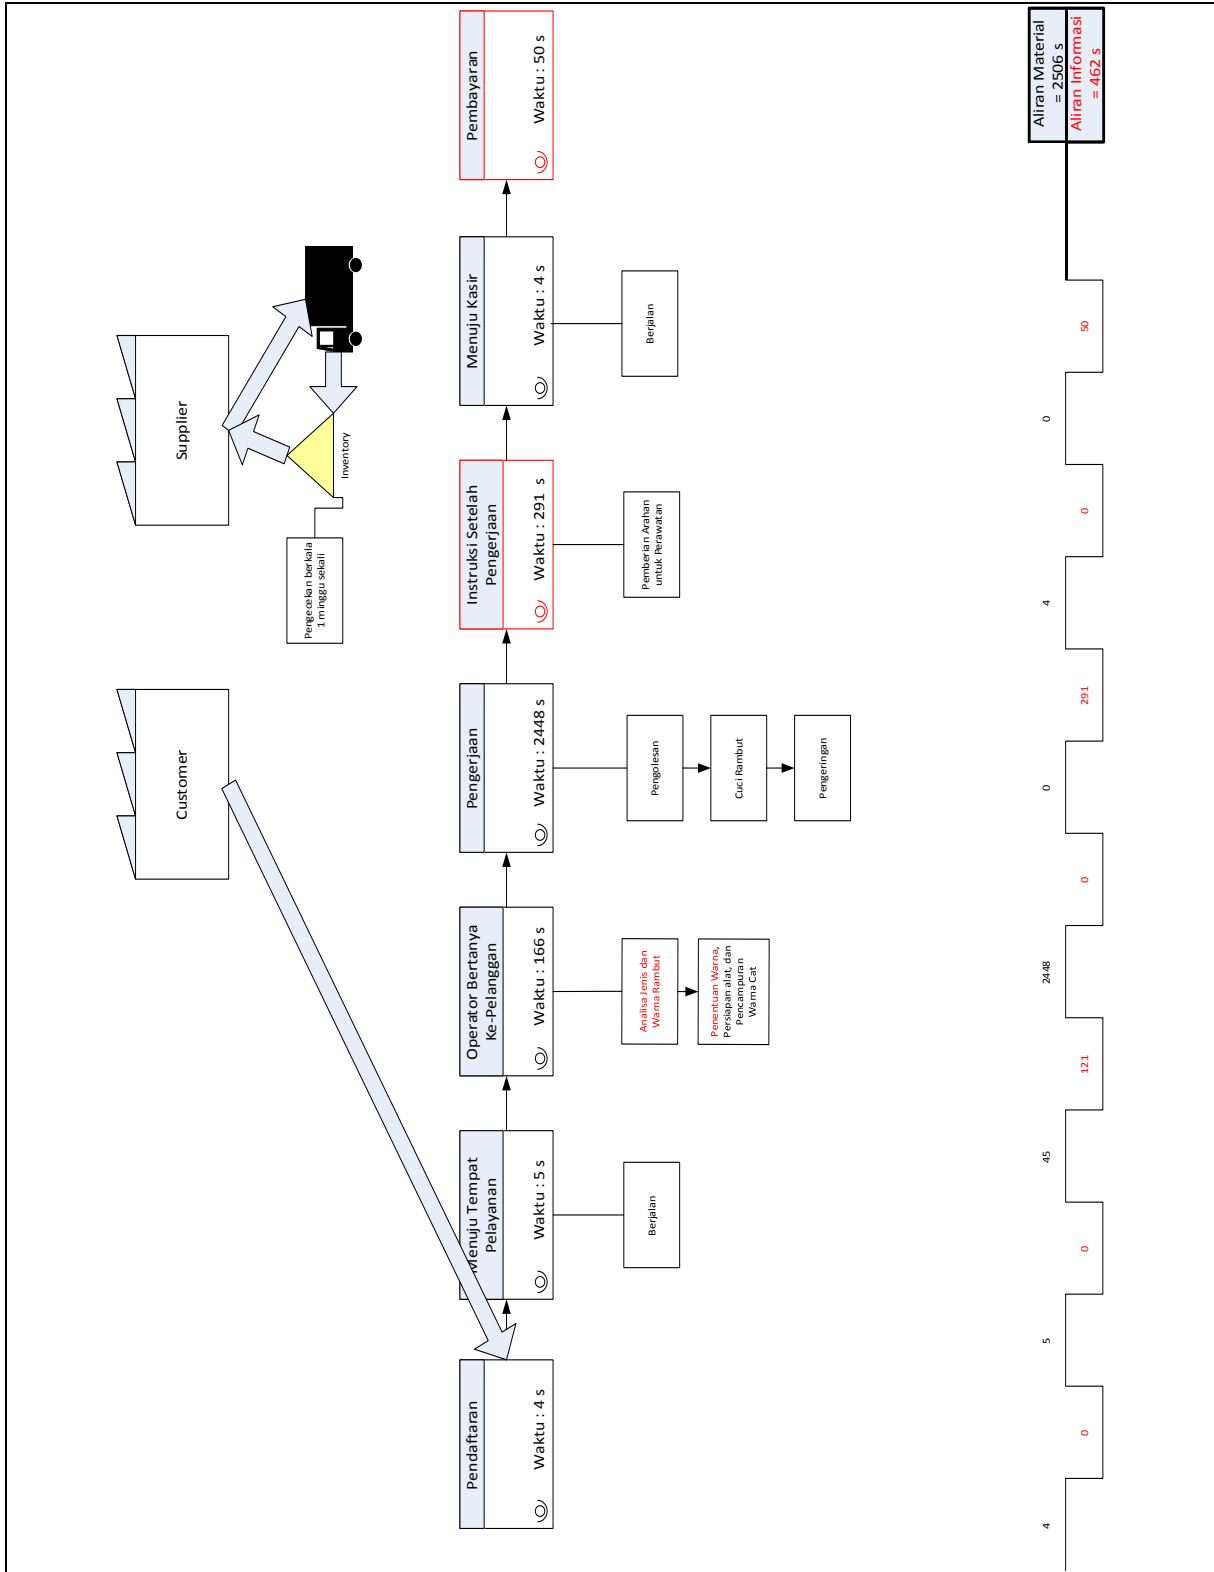 Customer
Supplier
Pengecekan berkala
1 minggu sekali
Inventory
Pendaftaran
Waktu : 4 s
Menuju Tempat
Pelayanan
Waktu : 5 s
Berjalan
Operator Bertanya
Ke-Pelanggan
Waktu : 166 s
Analisa Jenis dan
Warna Rambut
Penentuan Warna,
Persiapan alat, dan
Pencampuran
Warna Cat
Pengerjaan
Waktu : 2448 s
Pengolesan
Cuci Rambut
Pengeringan
Instruksi Setelah
Pengerjaan
Waktu : 291 s
Pemberian Arahan
untuk Perawatan
Menuju Kasir
Waktu : 4 s
Berjalan
Pembayaran
Waktu : 50 s
4
0
5
0
45
121
2448
0
0
291
4
0
0
50
Aliran Material
= 2506 s
Aliran Informasi
= 462 s